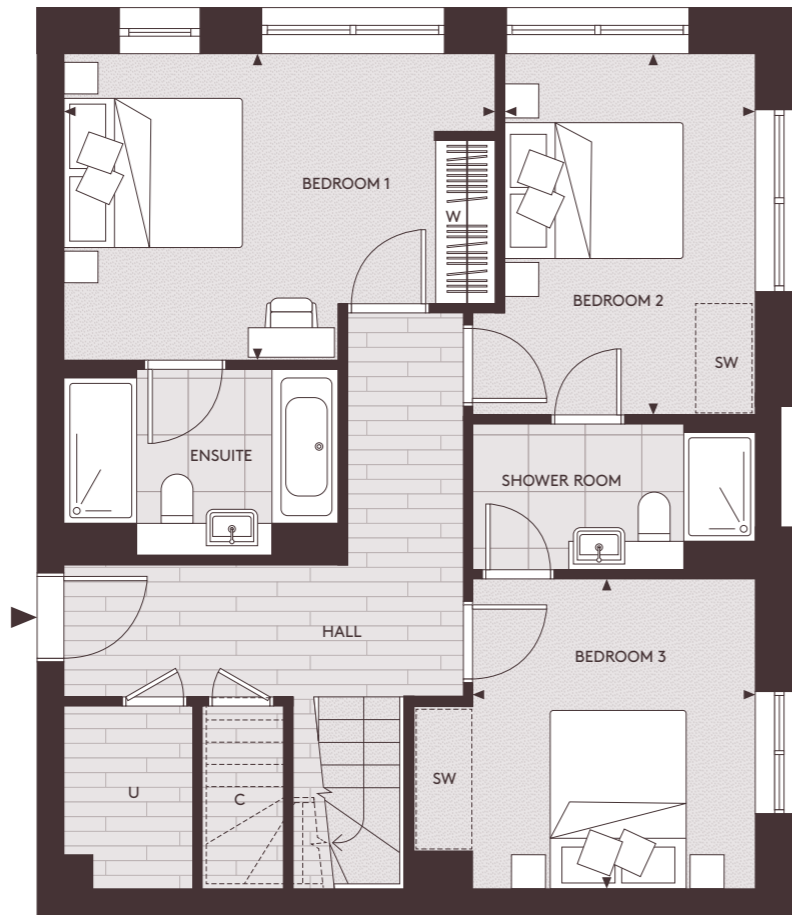 BEDROOM 1
W
BEDROOM 2
SW
ENSUITE
SHOWER ROOM
HALL
BEDROOM 3
SW
U
C